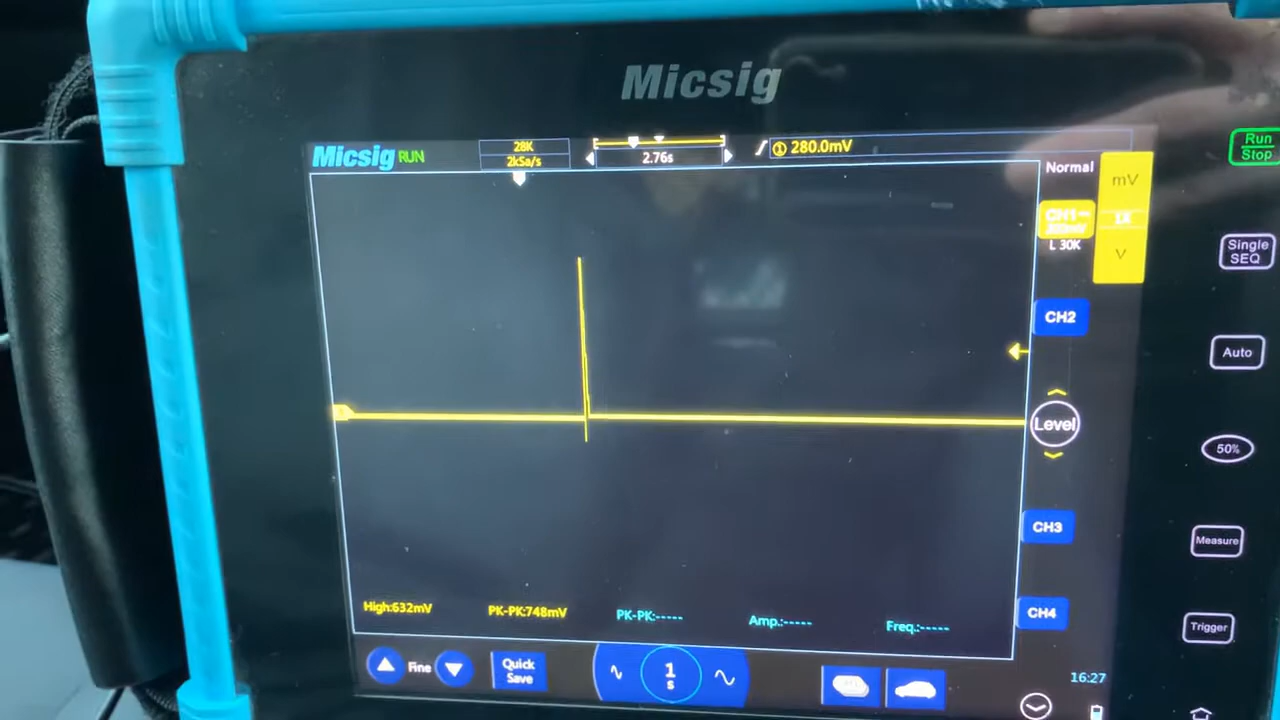 Micsig
Micsig RUN
28K
2kSa/s
2.76s
1 280.0mV
Run
Stop
Normal
mV
CH1
1X
L 30K
V
Single
SEQ
CH2
Auto
Level
50%
CH3
Measure
High:632mV
PK-PK:748mV
PK-PK:-----
Amp.:-----
Freq.:-----
CH4
Trigger
Fine
Quick
Save
1
s
16:27